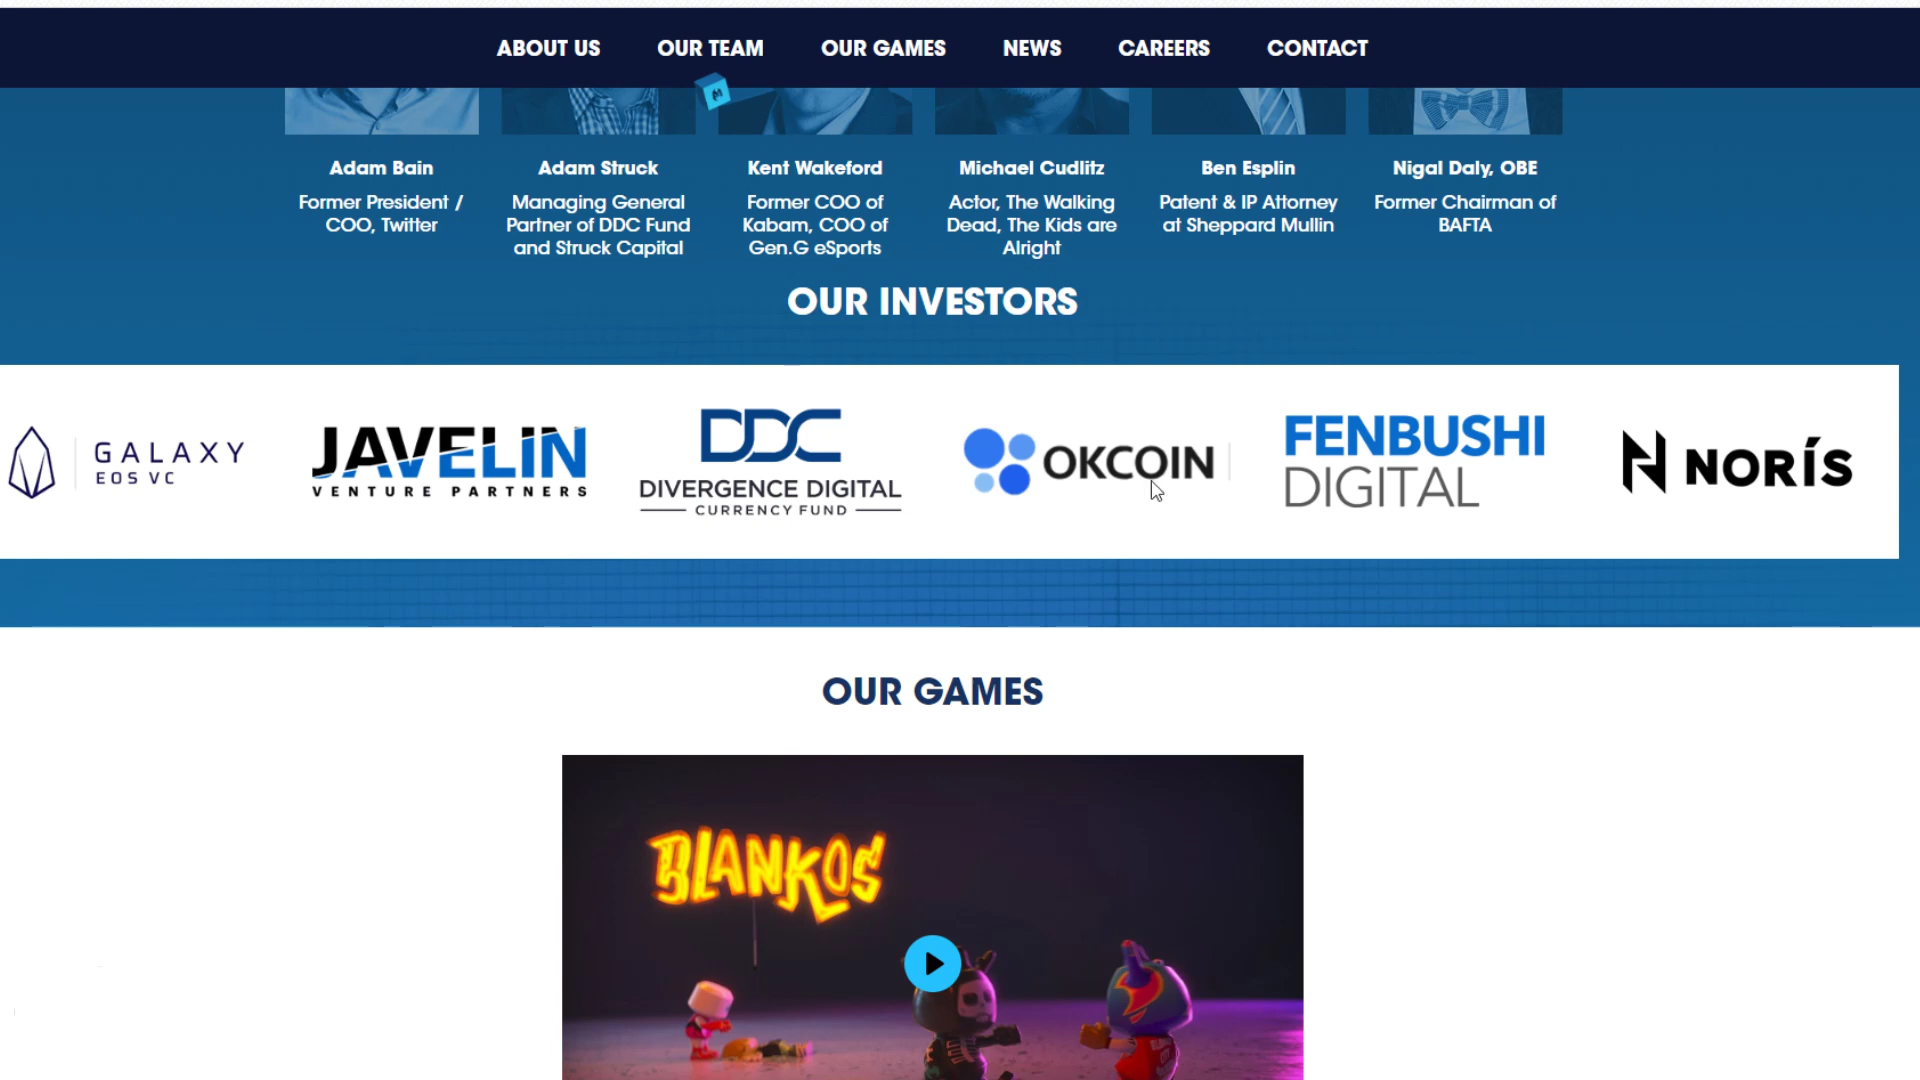 ABOUT US OUR TEAM OUR GAMES NEWS CAREERS CONTACT
Adam Bain
Former President /
COO, Twitter
Adam Struck
Managing General
Partner of DDC Fund
and Struck Capital
Kent Wakeford
Former COO of
Kabam, COO of
Gen.G eSports
Michael Cudlitz
Actor, The Walking
Dead, The Kids are
Alright
Ben Esplin
Patent & IP Attorney
at Sheppard Mullin
Nigal Daly, OBE
Former Chairman of
BAFTA
OUR INVESTORS
GALAXY
EOS VC
JAVELIN
VENTURE PARTNERS
DDC
DIVERGENCE DIGITAL
CURRENCY FUND
OKCOIN
FENBUSHI
DIGITAL
NORÍS
OUR GAMES
BLANKOS